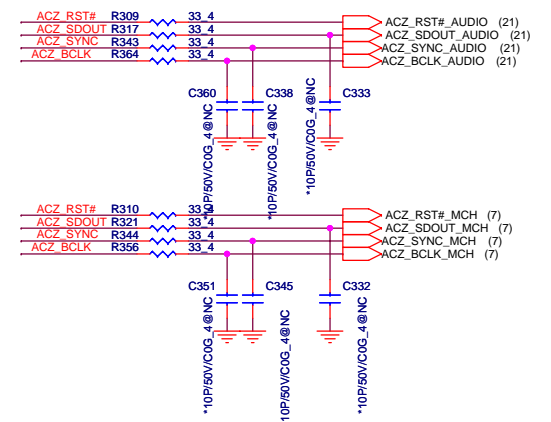 ACZ_RST# R309 33_4 ACZ_RST#_AUDIO (21)
ACZ_SDOUT R317 33_4 ACZ_SDOUT_AUDIO (21)
ACZ_SYNC R343 33_4 ACZ_SYNC_AUDIO (21)
ACZ_BCLK R364 33_4 ACZ_BCLK_AUDIO (21)
C360 C338 C333
*10P/50V/C0G_4@NC
*10P/50V/C0G_4@NC
*10P/50V/C0G_4@NC
ACZ_RST# R310 33_4 ACZ_RST#_MCH (7)
ACZ_SDOUT R321 33_4 ACZ_SDOUT_MCH (7)
ACZ_SYNC R344 33_4 ACZ_SYNC_MCH (7)
ACZ_BCLK R356 33_4 ACZ_BCLK_MCH (7)
C351 C345 C332
*10P/50V/C0G_4@NC
10P/50V/C0G_4@NC
*10P/50V/C0G_4@NC